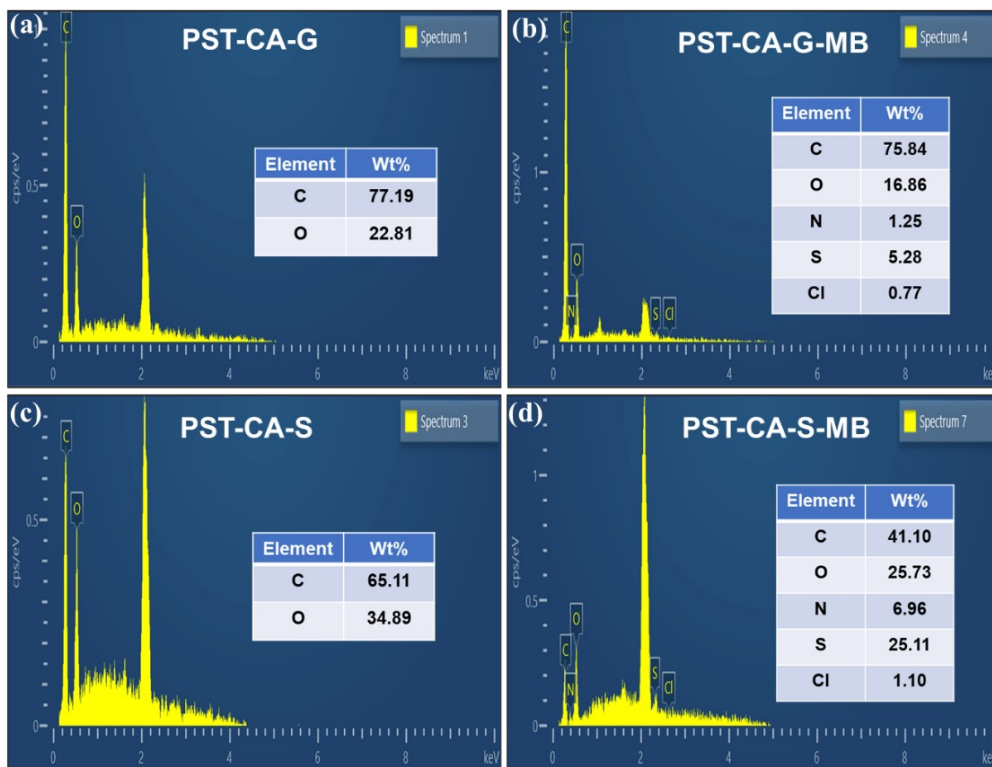 (a)
PST-CA-G
Spectrum 1
1
C
O
cps/eV
0.5
0
Element Wt%
C 77.19
O 22.81
0 2 4 6 8 keV
(b)
PST-CA-G-MB
Spectrum 4
C
O
N
S
Cl
cps/eV
1
0
Element Wt%
C 75.84
O 16.86
N 1.25
S 5.28
Cl 0.77
0 2 4 6 8 keV
(c)
PST-CA-S
Spectrum 3
C
O
cps/eV
0.5
0
Element Wt%
C 65.11
O 34.89
0 2 4 6 8 keV
(d)
PST-CA-S-MB
Spectrum 7
1
cps/eV
0.5
0
C
O
N
S
Cl
Element Wt%
C 41.10
O 25.73
N 6.96
S 25.11
Cl 1.10
0 2 4 6 8 keV